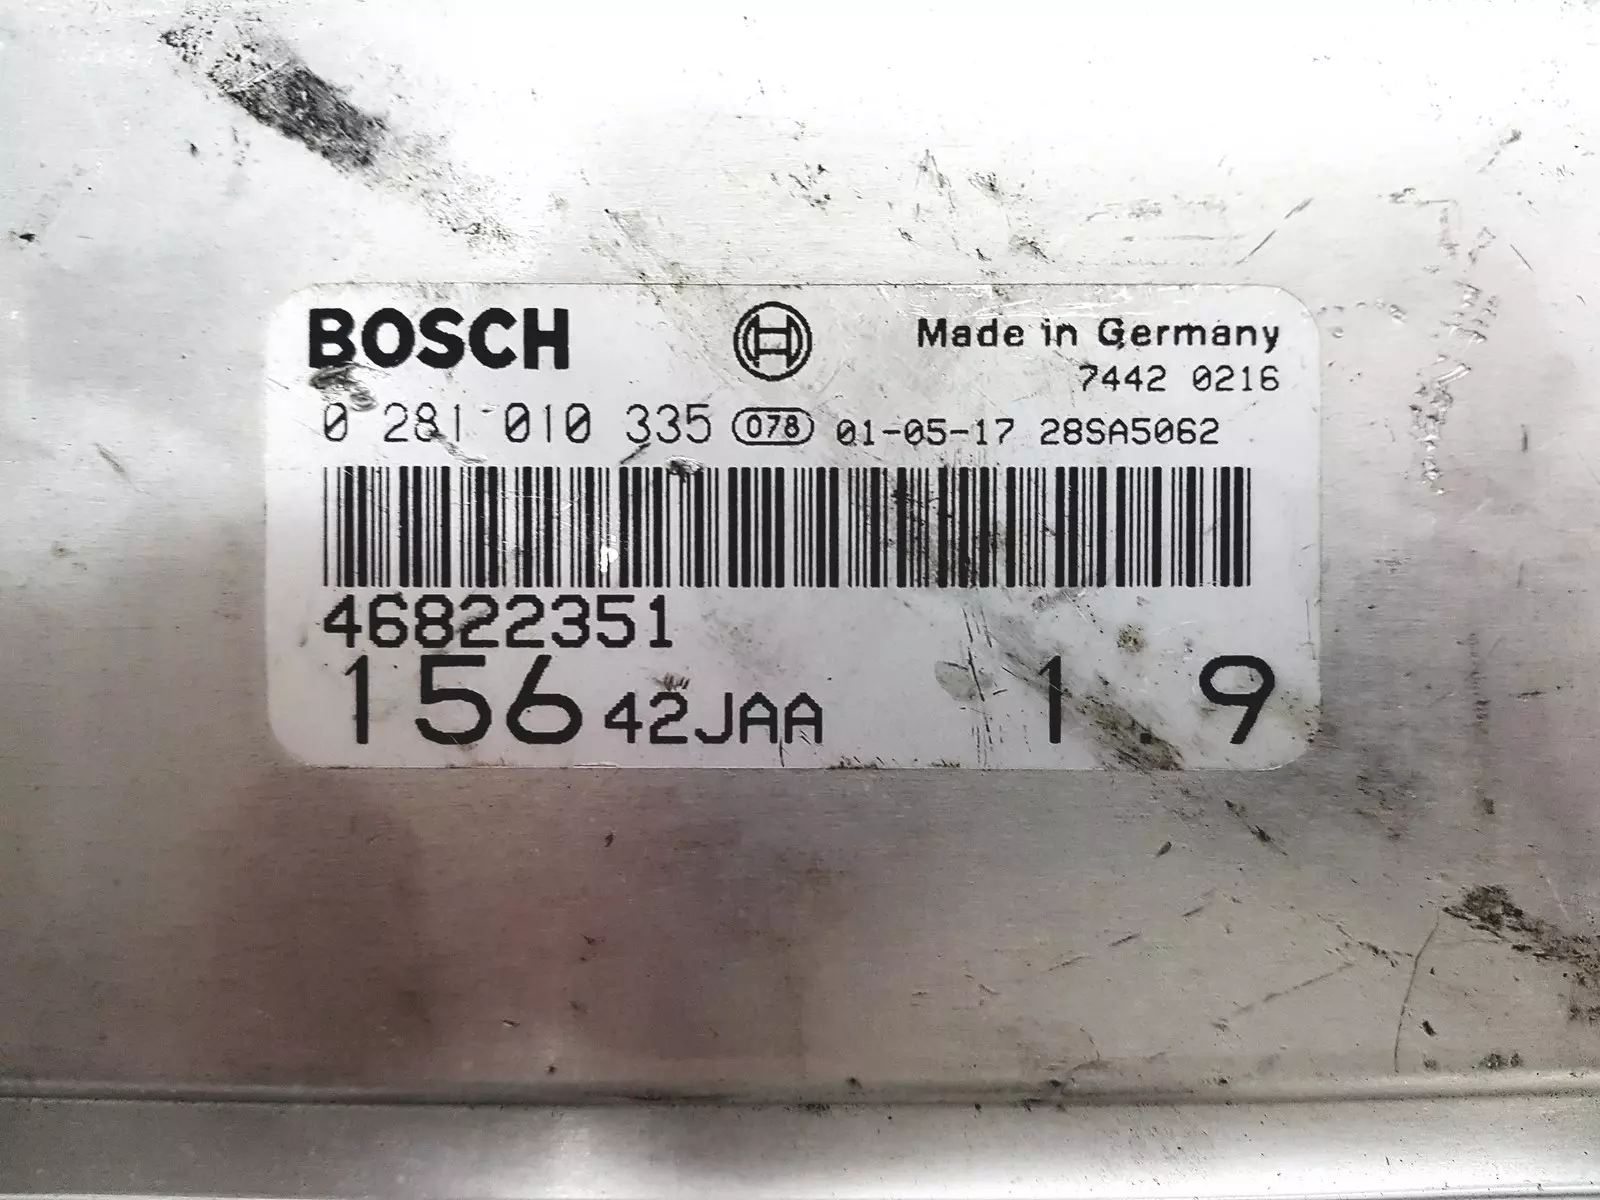 BOSCH Made in Germany
7442 0216
0 281 010 335 078 01-05-17 28SA5062
46822351
156 42JAA 1.9